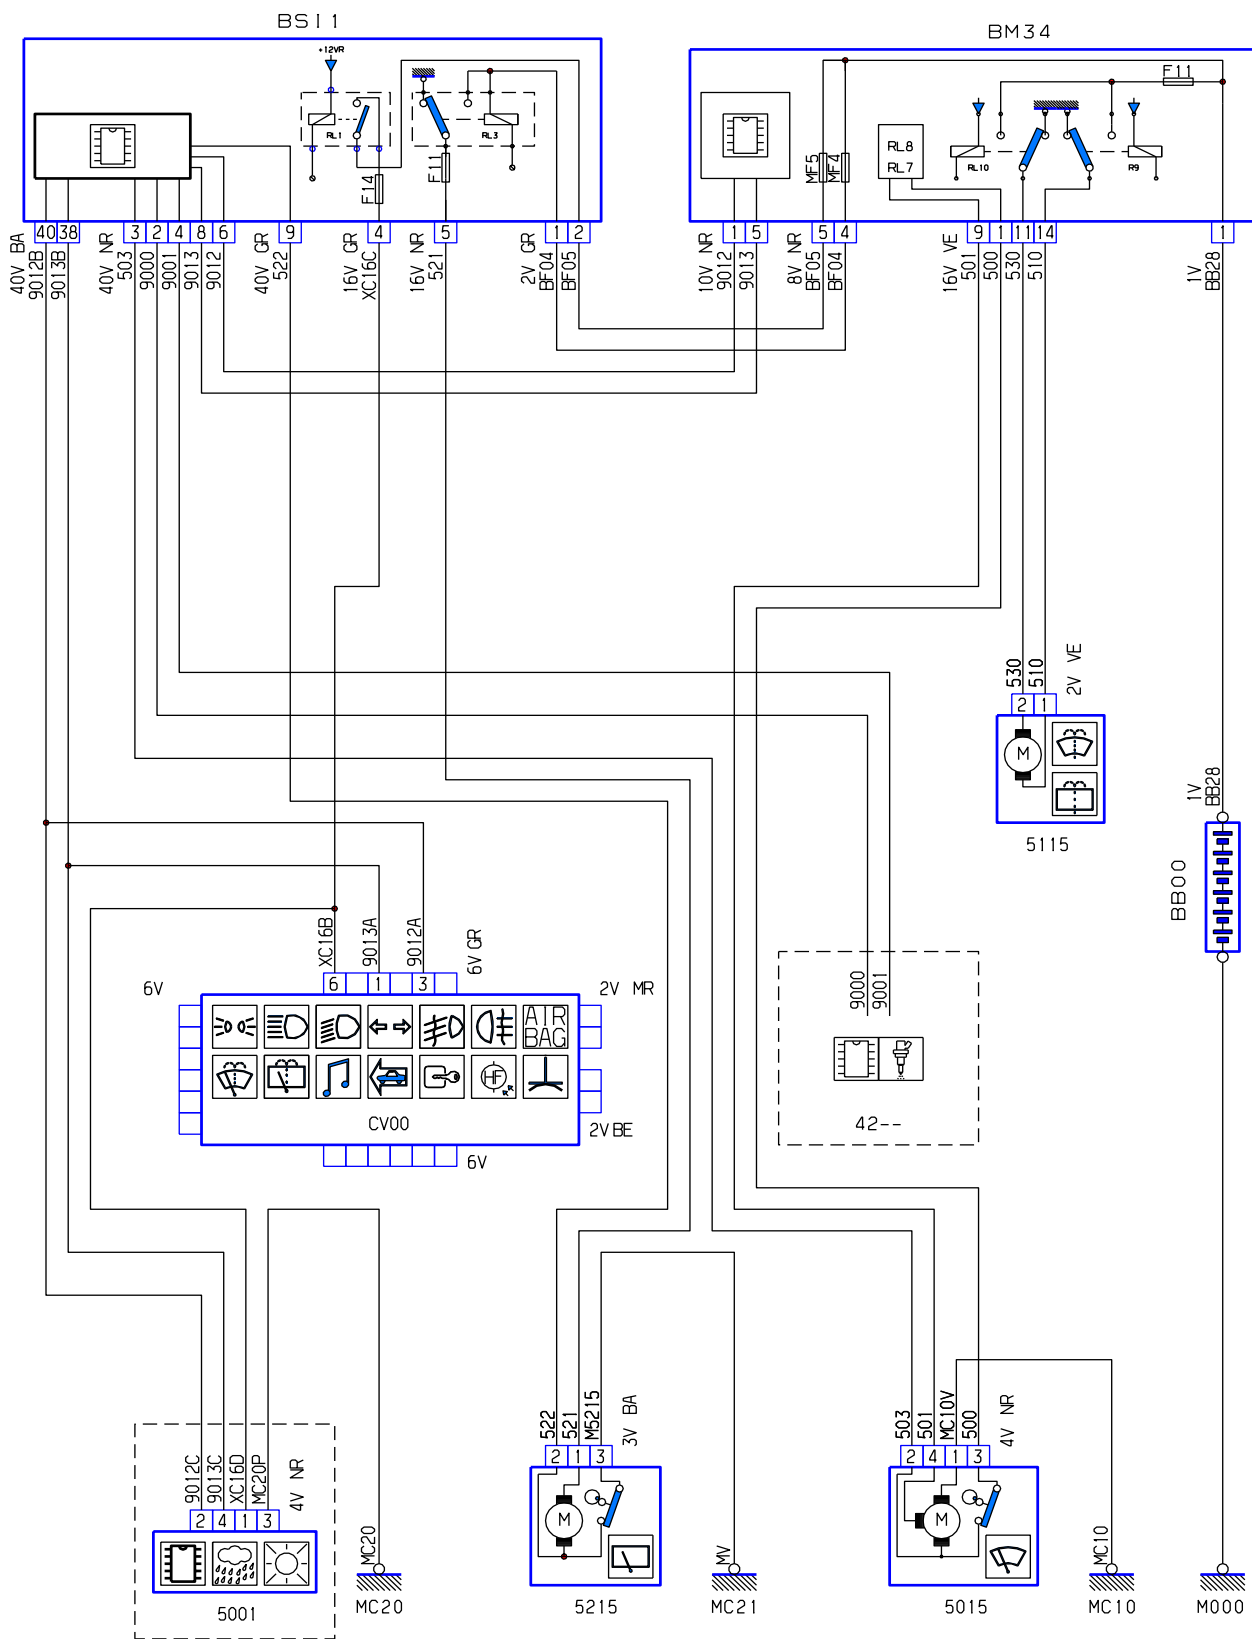 BSI1
BM34
+12VR
F11
RL1
RL3
RL8
RL7
RL10
R9
F14
F11
MF5
MF4
40 38 3 2 4 8 6 9 4 5 1 2
1 5 5 4 9 1 11 14 1
40V BA
9012B
9013B
40V NR
503
9000
9001
9013
9012
40V GR
522
16V GR
XC16C
16V NR
521
2V GR
BF04
BF05
10V NR
9012
9013
8V NR
BF05
BF04
16V VE
501
500
530
510
1V
BB28
530
510
2V VE
2 1
M
5115
1V
BB28
BB00
XC16B
9013A
9012A
6V GR
6 1 3
6V
2V MR
AIR
BAG
HF
CV00
2V BE
6V
9000
9001
42--
9012C
9013C
XC16D
MC20P
4V NR
2 4 1 3
5001
MC20
MC20
522
521
M5215
3V BA
2 1 3
M
5215
MV
MC21
503
501
MC10V
500
4V NR
2 4 1 3
M
5015
MC10
MC10
M000